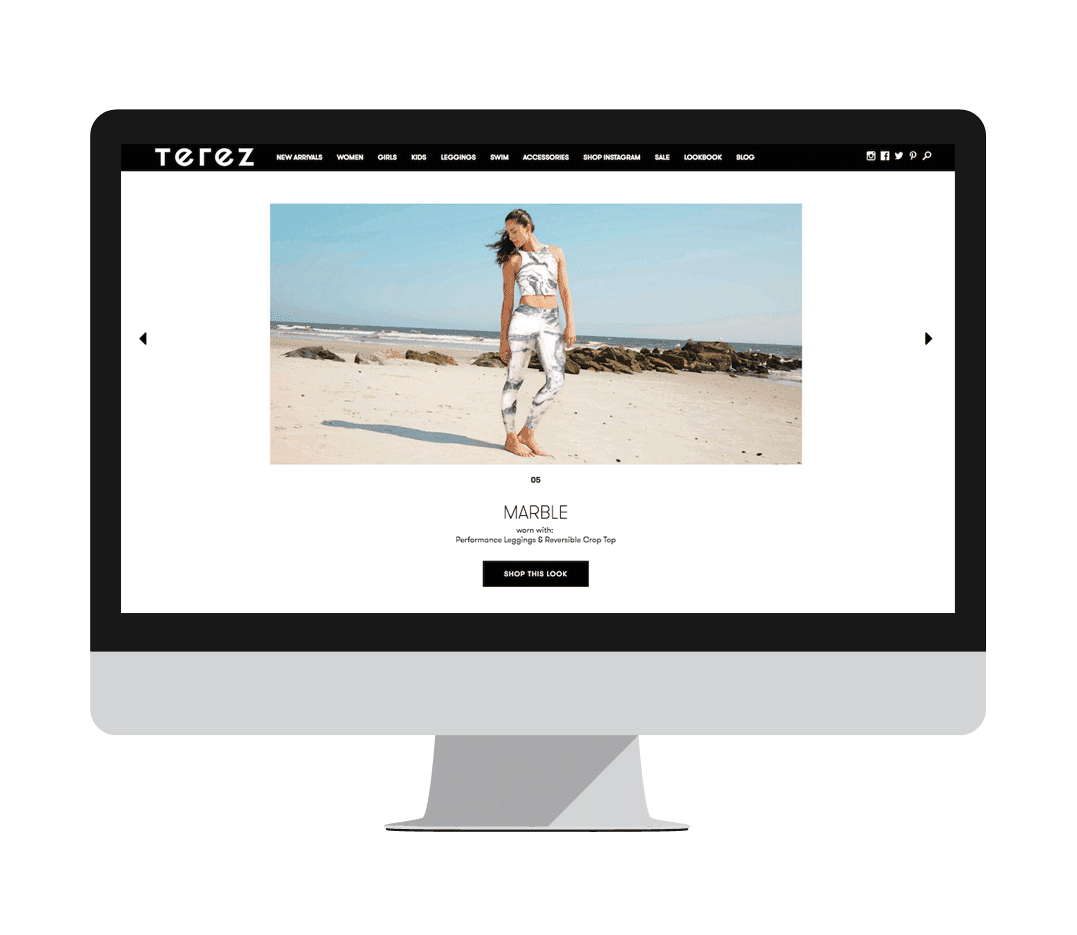 Terez NEW ARRIVALS WOMEN GIRLS KIDS LEGGINGS SWIM ACCESSORIES SHOP INSTAGRAM SALE LOOKBOOK BLOG
05
MARBLE
worn with:
Performance Leggings & Reversible Crop Top
SHOP THIS LOOK